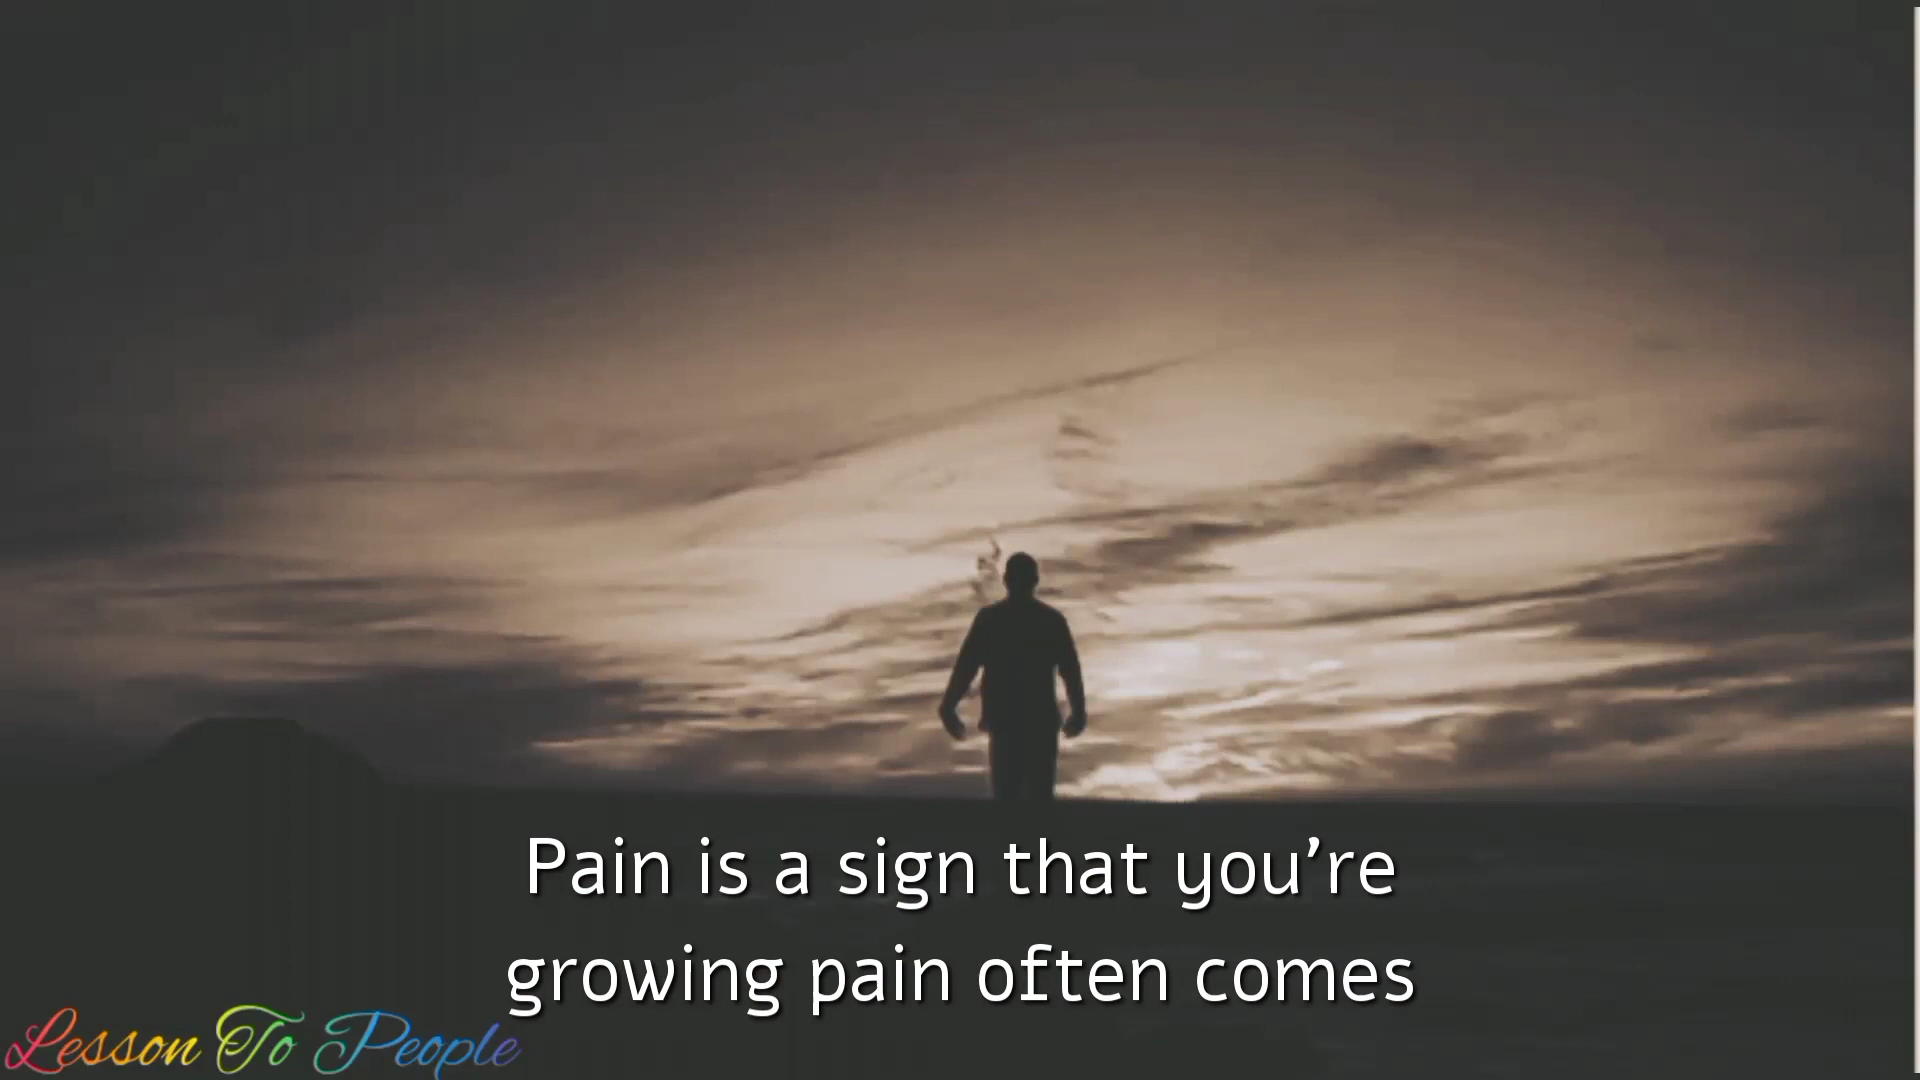 Pain is a sign that you’re
growing pain often comes
Lesson To People